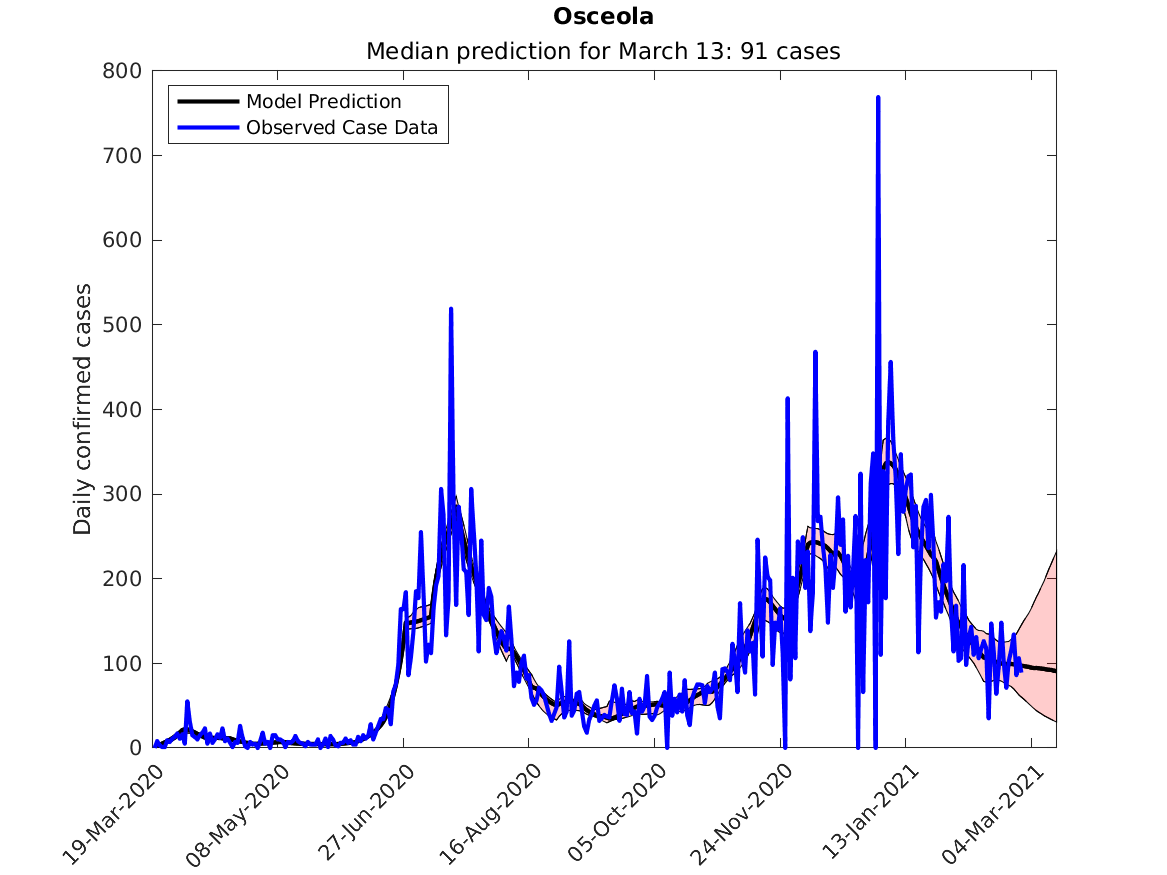 Osceola
Median prediction for March 13: 91 cases
Model Prediction
Observed Case Data
Daily confirmed cases
800
700
600
500
400
300
200
100
0
19-Mar-2020
08-May-2020
27-Jun-2020
16-Aug-2020
05-Oct-2020
24-Nov-2020
13-Jan-2021
04-Mar-2021